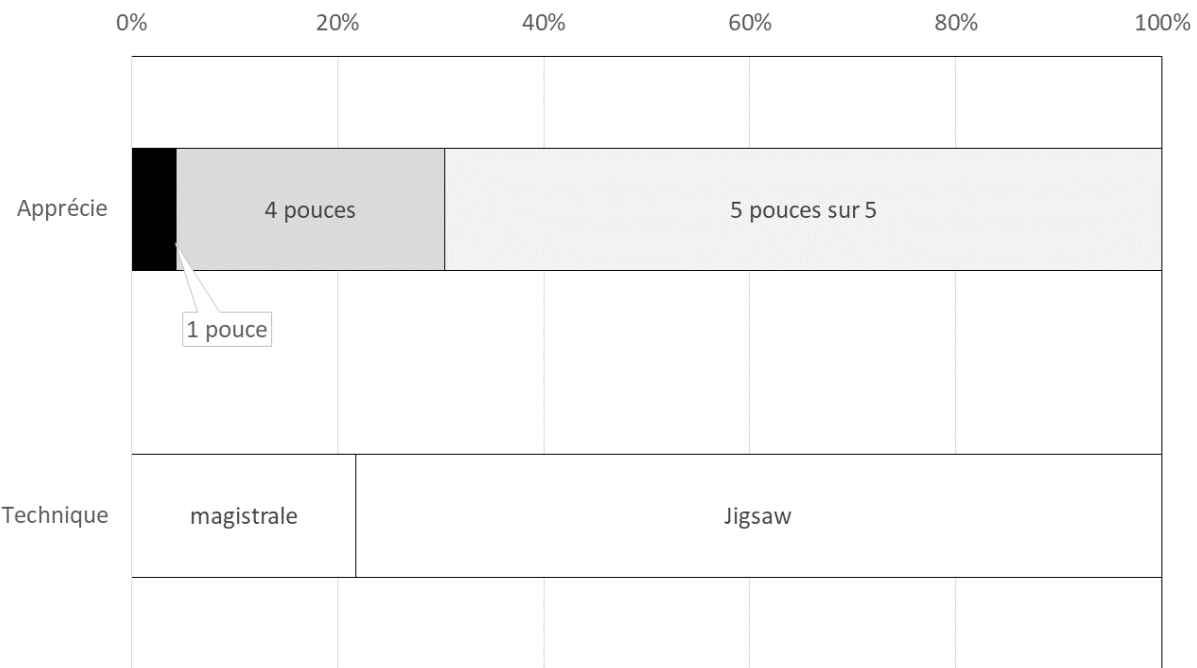 0% 20% 40% 60% 80% 100%
Apprécie 4 pouces 5 pouces sur 5
1 pouce
Technique magistrale Jigsaw